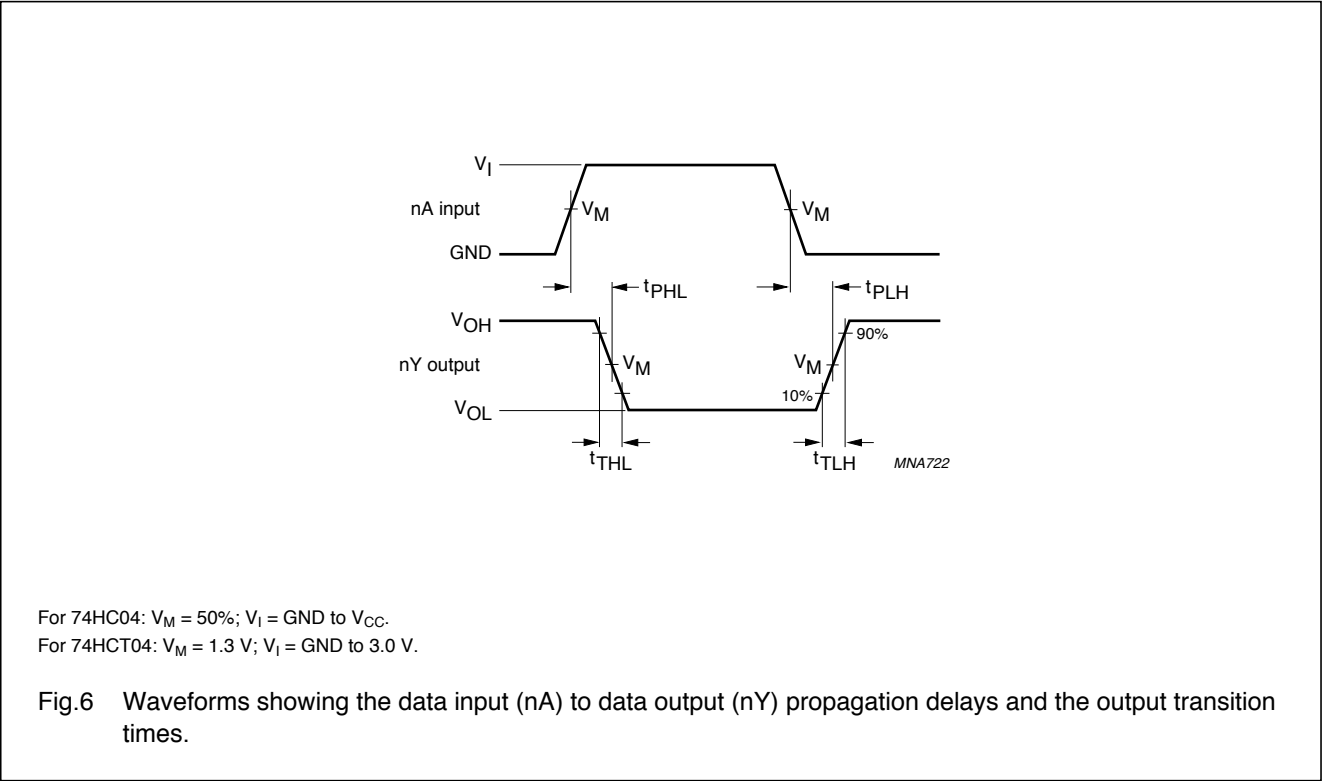 VI
nA input
VM
VM
GND
tPHL
tPLH
VOH
90%
nY output
VM
VM
10%
VOL
tTHL
tTLH
MNA722
For 74HC04: VM = 50%; VI = GND to VCC.
For 74HCT04: VM = 1.3 V; VI = GND to 3.0 V.
Fig.6 Waveforms showing the data input (nA) to data output (nY) propagation delays and the output transition
times.